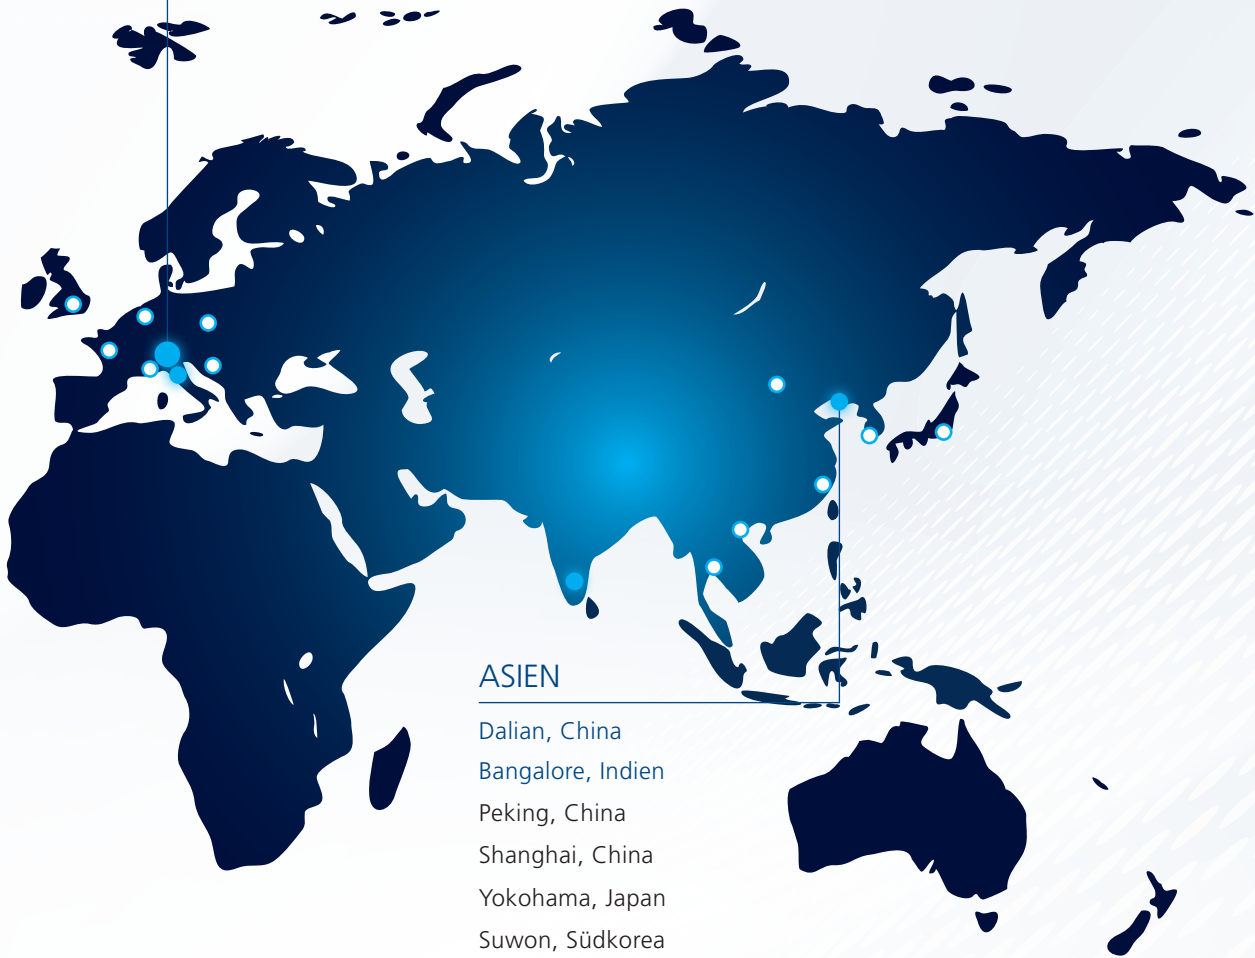 ASIEN
Dalian, China
Bangalore, Indien
Peking, China
Shanghai, China
Yokohama, Japan
Suwon, Südkorea